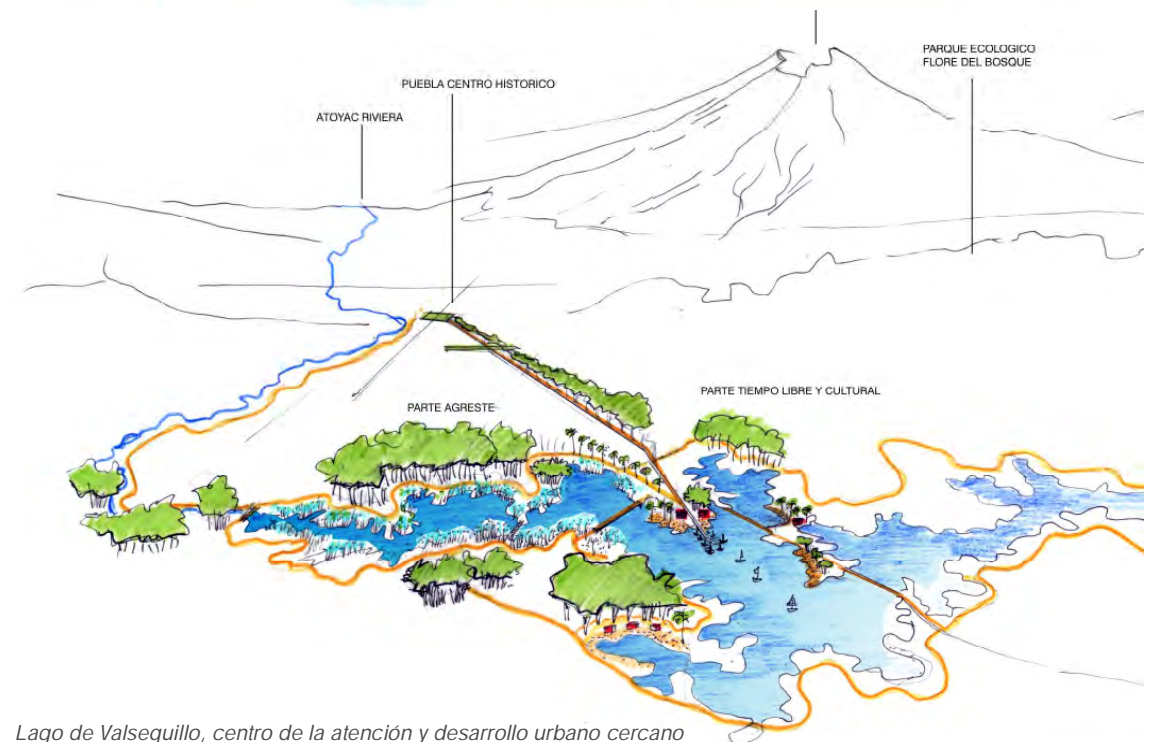 PARQUE ECOLOGICO
FLORE DEL BOSQUE
PUEBLA CENTRO HISTORICO
ATOYAC RIVIERA
PARTE TIEMPO LIBRE Y CULTURAL
PARTE AGRESTE
Lago de Valsequillo, centro de la atención y desarrollo urbano cercano